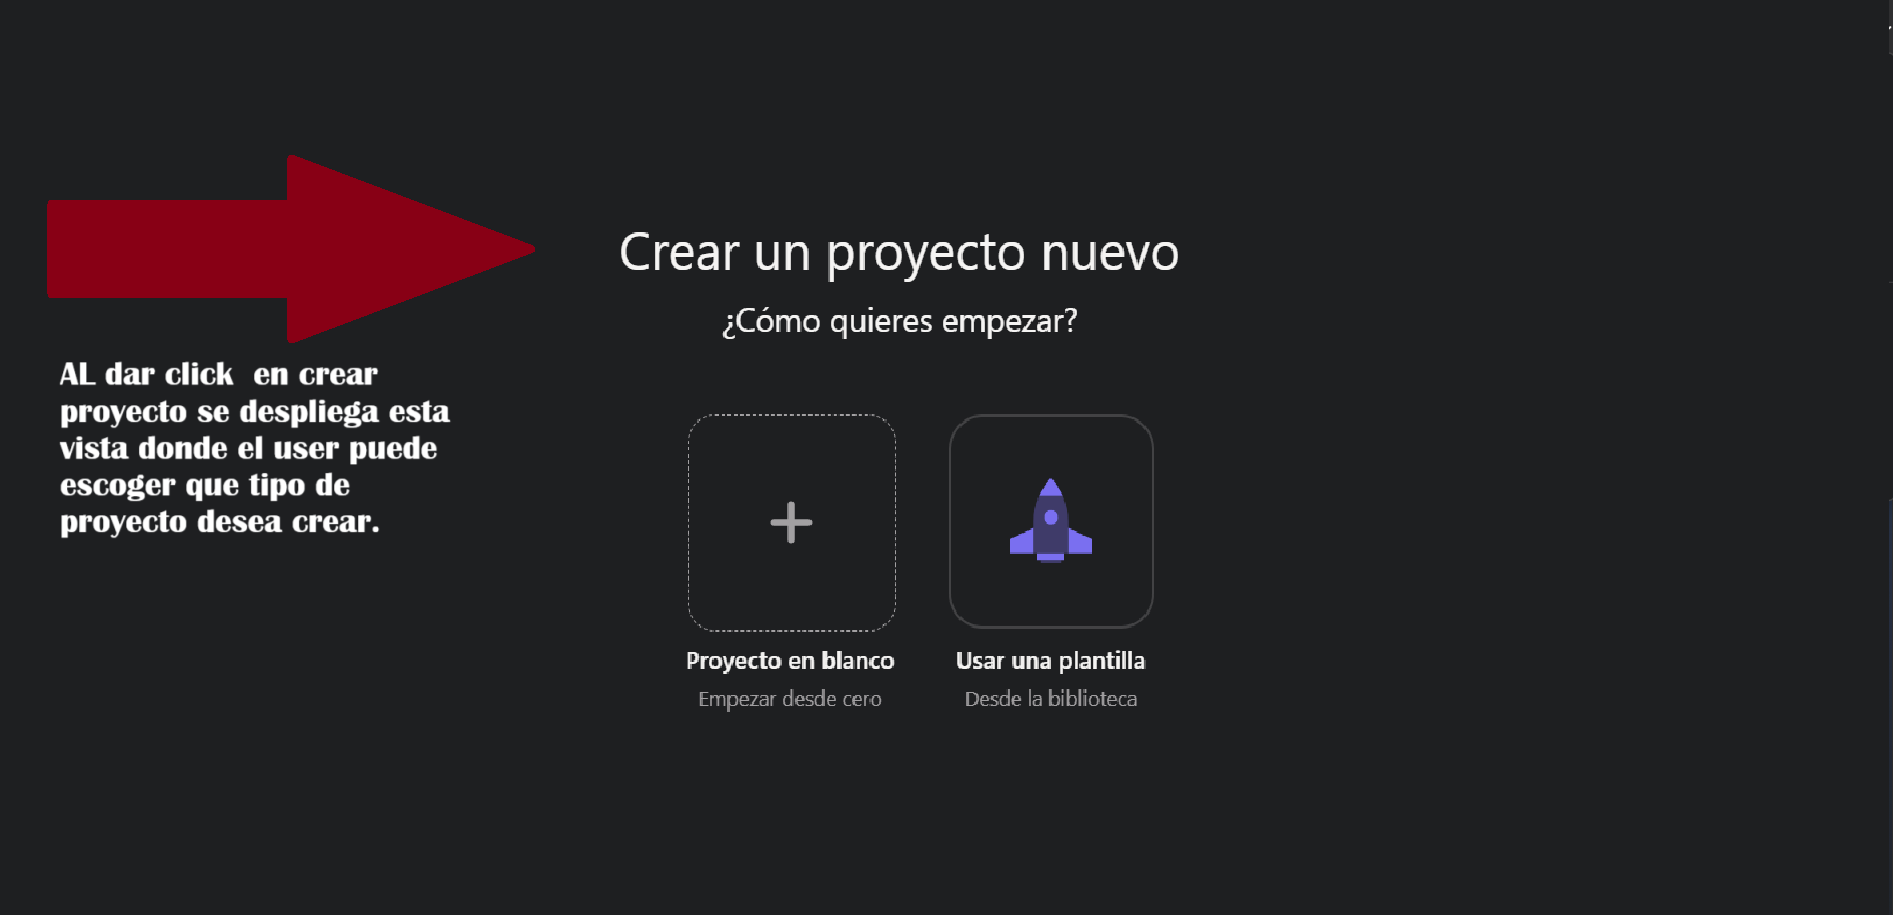 Crear un proyecto nuevo
¿Cómo quieres empezar?
AL dar click  en crear
proyecto se despliega esta
vista donde el user puede
escoger que tipo de
proyecto desea crear.
Proyecto en blanco
Empezar desde cero
Usar una plantilla
Desde la biblioteca